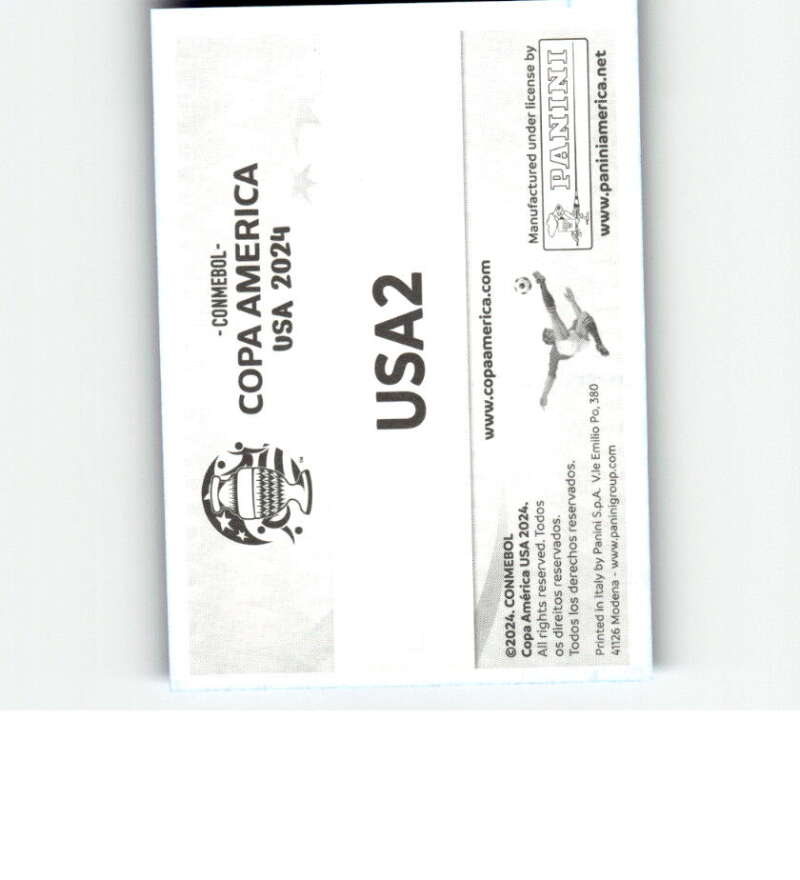 - CONMEBOL -
COPA AMERICA
USA 2024
™
USA2
www.copaamerica.com
©2024. CONMEBOL
Copa América USA 2024.
All rights reserved. Todos
os direitos reservados.
Todos los derechos reservados.
Printed in Italy by Panini S.p.A. V.le Emilio Po, 380
41126 Modena - www.paninigroup.com
Manufactured under license by
PANINI
www.paniniamerica.net